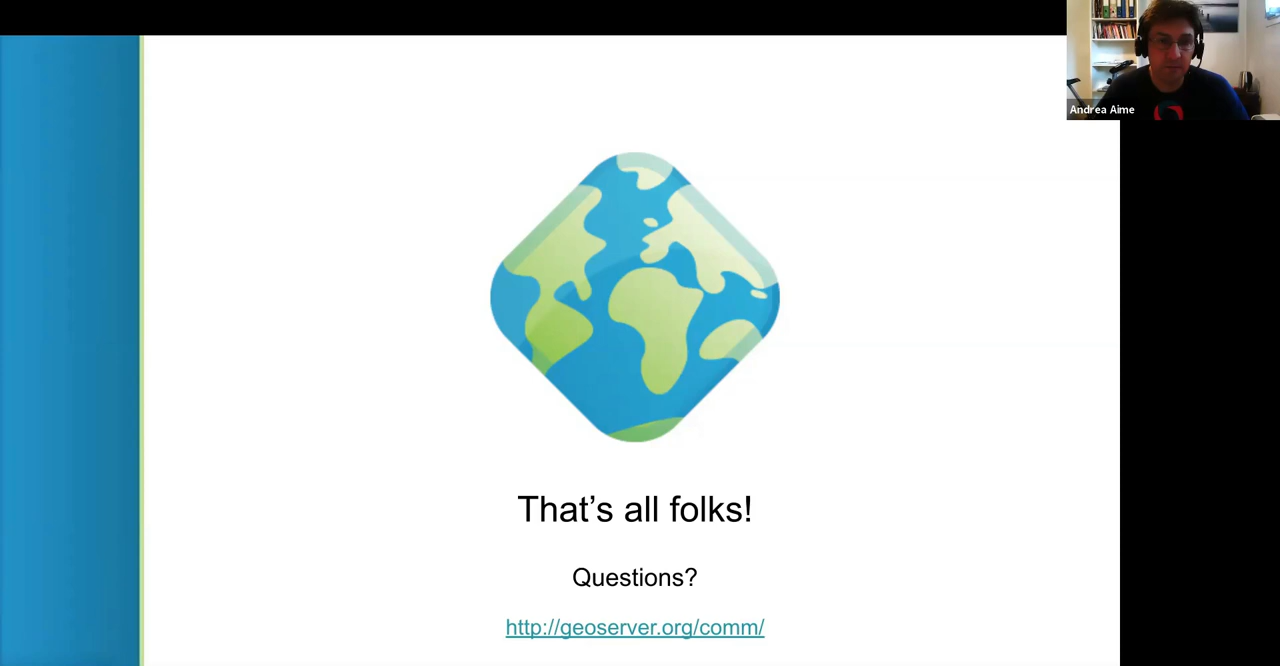 Andrea Aime
That's all folks!
Questions?
http://geoserver.org/comm/